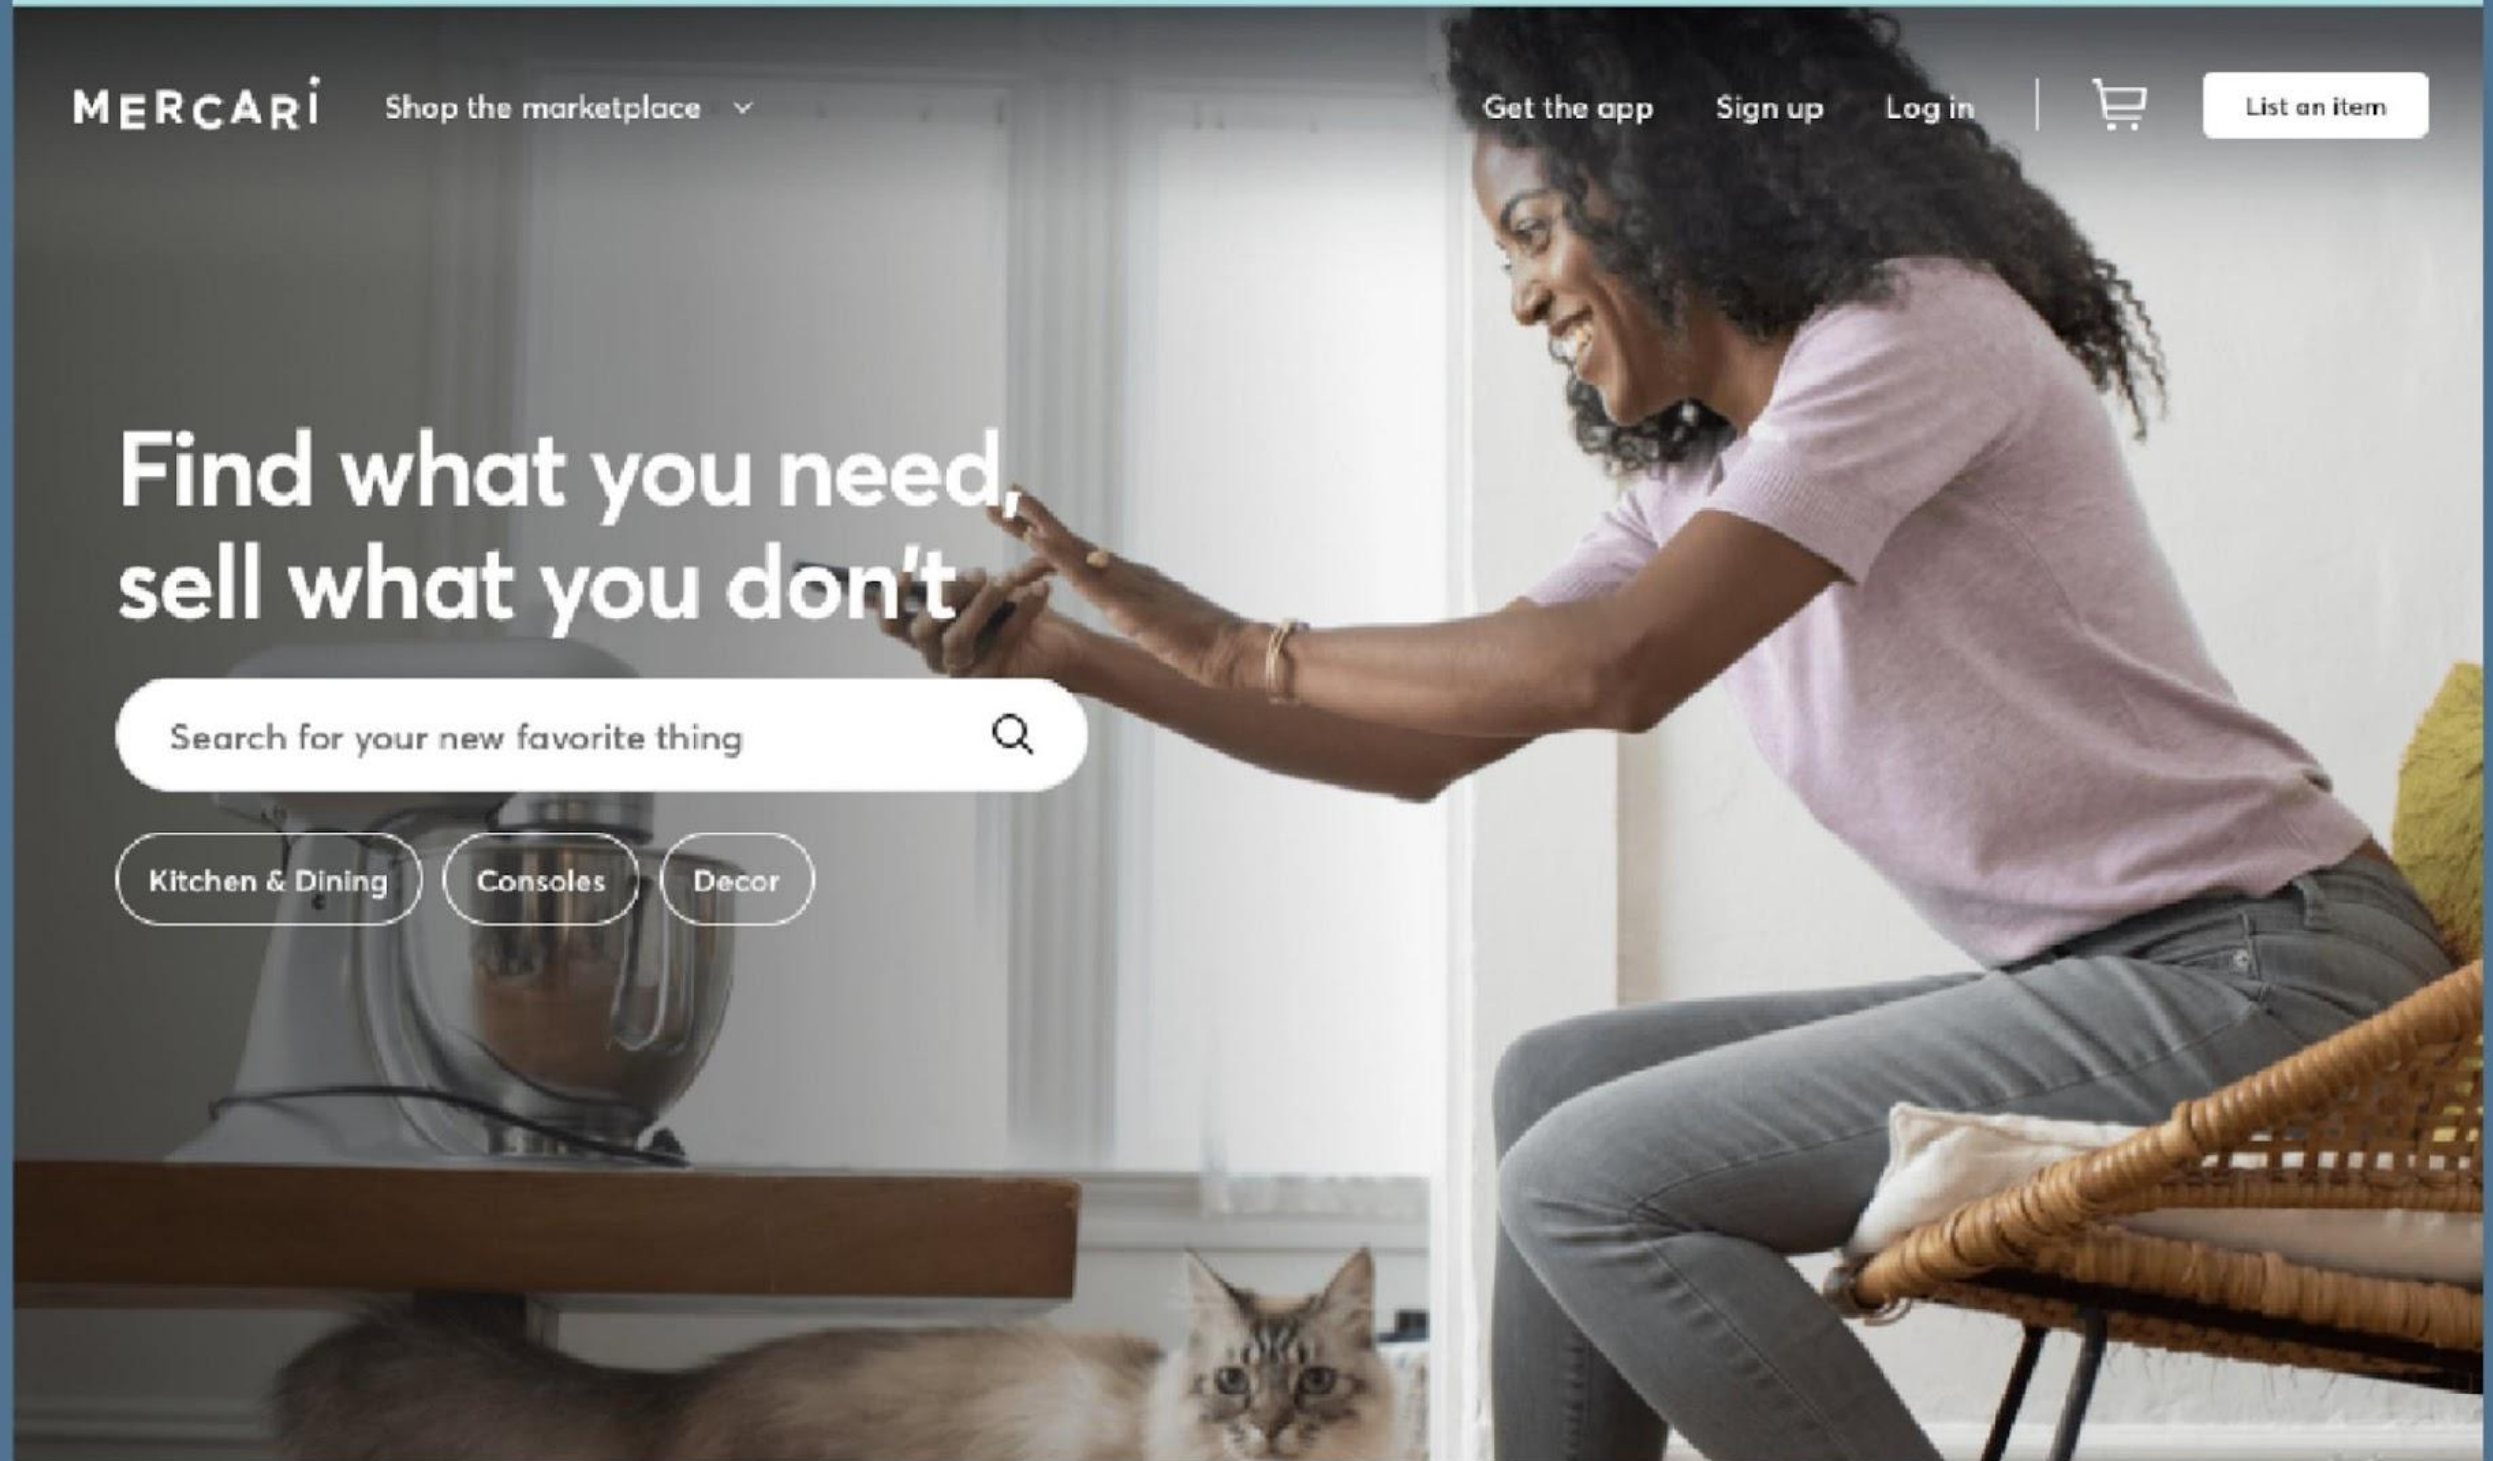 MERCARI
Shop the marketplace
Get the app
Sign up
Log in
List an item
Find what you need,
sell what you don't
Search for your new favorite thing
Kitchen & Dining
Consoles
Decor